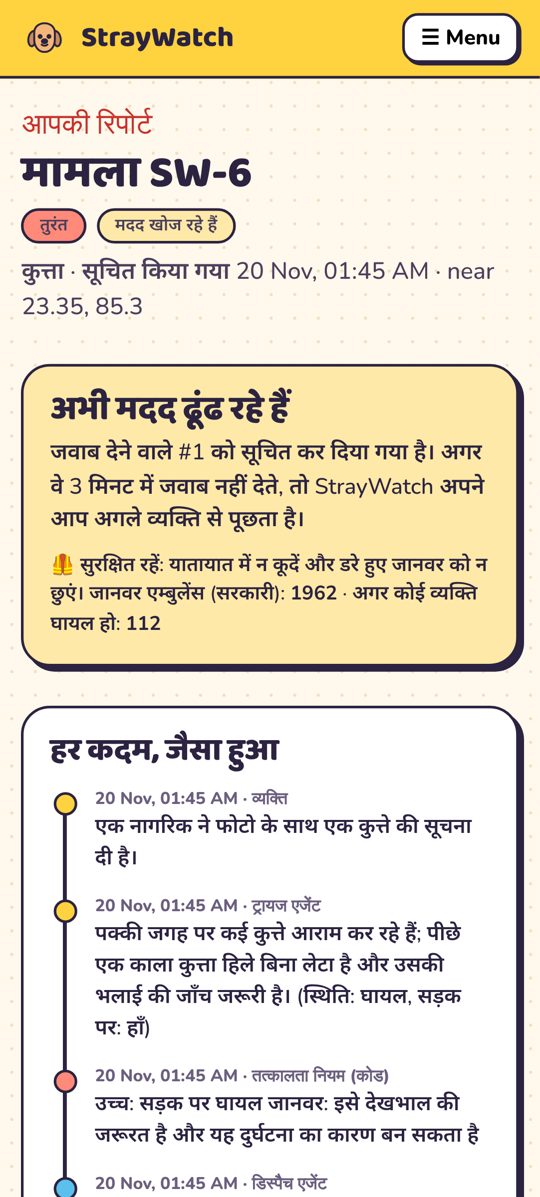 StrayWatch
☰ Menu
आपकी रिपोर्ट
मामला SW-6
तुरंत
मदद खोज रहे हैं
कुत्ता · सूचित किया गया 20 Nov, 01:45 AM · near
23.35, 85.3
अभी मदद ढूंढ रहे हैं
जवाब देने वाले #1 को सूचित कर दिया गया है। अगर
वे 3 मिनट में जवाब नहीं देते, तो StrayWatch अपने
आप अगले व्यक्ति से पूछता है।
🦺 सुरक्षित रहें: यातायात में न कूदें और डरे हुए जानवर को न
छुएं। जानवर एम्बुलेंस (सरकारी): 1962 · अगर कोई व्यक्ति
घायल हो: 112
हर कदम, जैसा हुआ
20 Nov, 01:45 AM · व्यक्ति
एक नागरिक ने फोटो के साथ एक कुत्ते की सूचना
दी है।
20 Nov, 01:45 AM · ट्रायज एजेंट
पक्की जगह पर कई कुत्ते आराम कर रहे हैं; पीछे
एक काला कुत्ता हिले बिना लेटा है और उसकी
भलाई की जाँच जरूरी है। (स्थिति: घायल, सड़क
पर: हाँ)
20 Nov, 01:45 AM · तत्कालता नियम (कोड)
उच्च: सड़क पर घायल जानवर: इसे देखभाल की
जरूरत है और यह दुर्घटना का कारण बन सकता है
20 Nov, 01:45 AM · डिस्पैच एजेंट